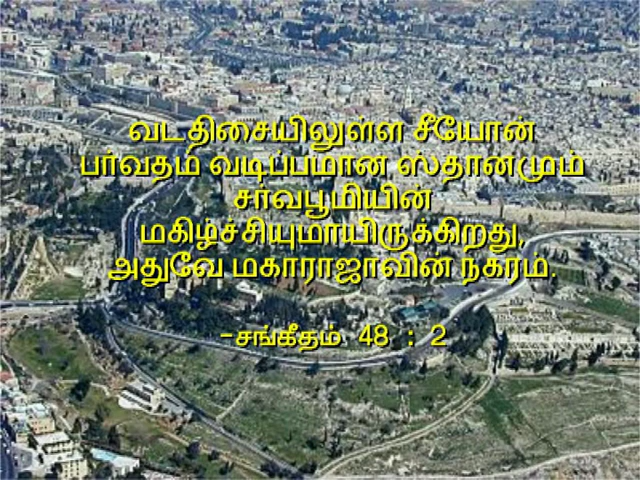 வடதிசையிலுள்ள சீயோன்
பர்வதம் வடிப்பமான ஸ்தானமும்
சர்வபூமியின்
மகிழ்ச்சியுமாயிருக்கிறது,
அதுவே மகாராஜாவின் நகரம்.
-சங்கீதம் 48 : 2